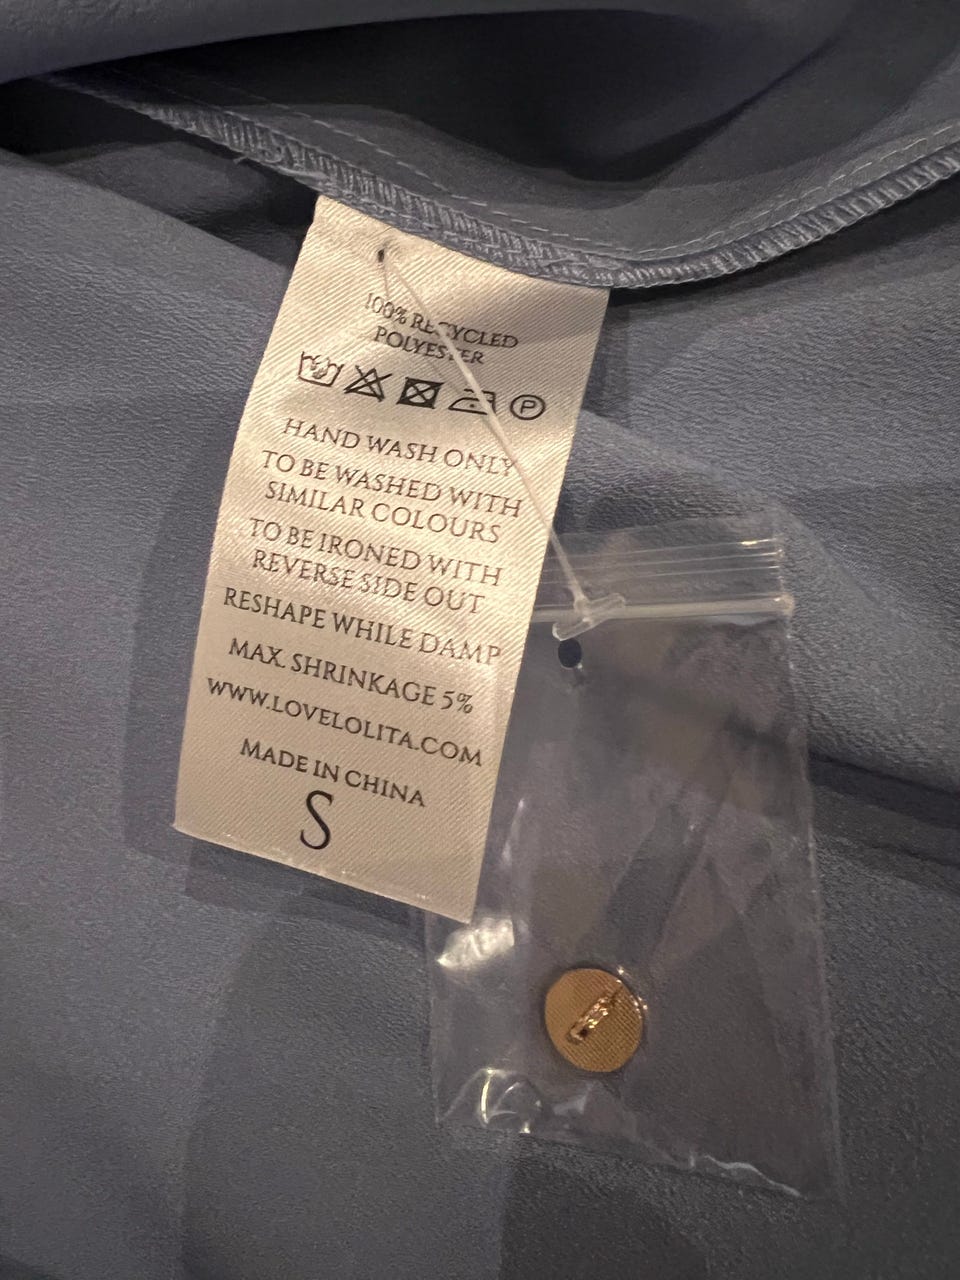 100% RECYCLED
POLYESTER
P
HAND WASH ONLY
TO BE WASHED WITH
SIMILAR COLOURS
TO BE IRONED WITH
REVERSE SIDE OUT
RESHAPE WHILE DAMP
MAX. SHRINKAGE 5%
WWW.LOVELOLITA.COM
MADE IN CHINA
S